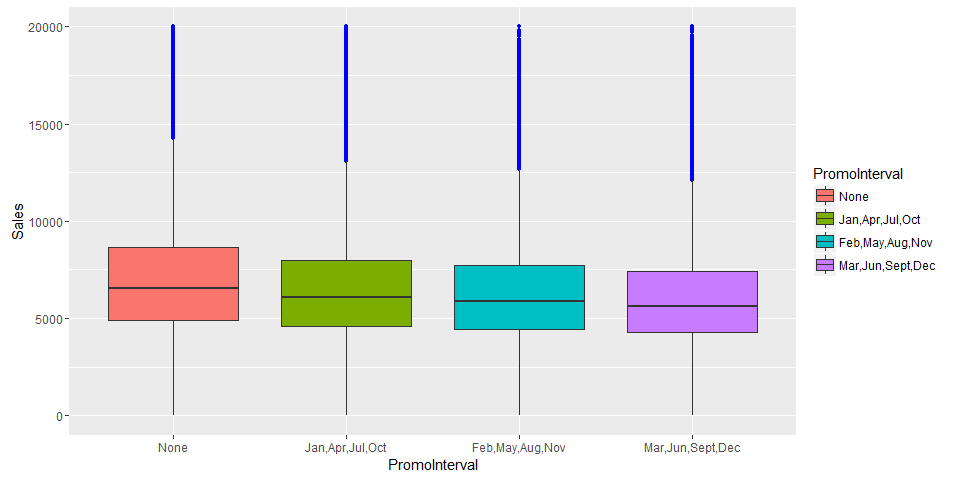 20000
15000
10000
5000
0
Sales
None
Jan,Apr,Jul,Oct
Feb,May,Aug,Nov
Mar,Jun,Sept,Dec
PromoInterval
PromoInterval
None
Jan,Apr,Jul,Oct
Feb,May,Aug,Nov
Mar,Jun,Sept,Dec